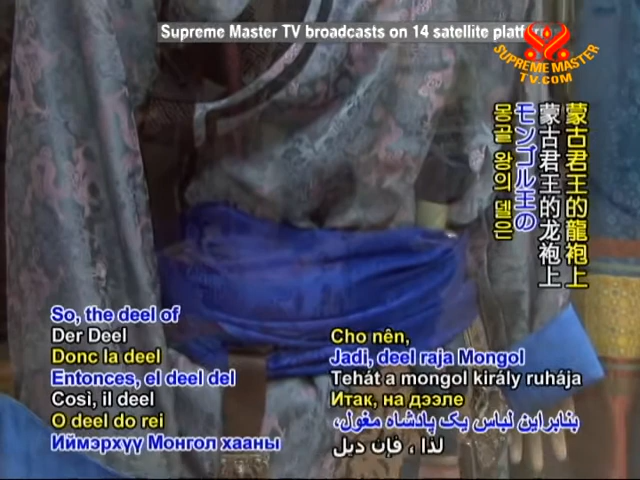 Supreme Master TV broadcasts on 14 satellite platform
SUPREME MASTER
TV.COM
蒙古君王的龍袍上
蒙古君王的龙袍上
モンゴル王の
몽골 왕의 델은
So, the deel of
Der Deel
Donc la deel
Entonces, el deel del
Così, il deel
O deel do rei
Иймэрхүү Монгол хааны
Cho nên,
Jadi, deel raja Mongol
Tehát a mongol király ruhája
Итак, на дээле
بنابراین لباس یک پادشاه مغول،
لذا ، فإن ديل